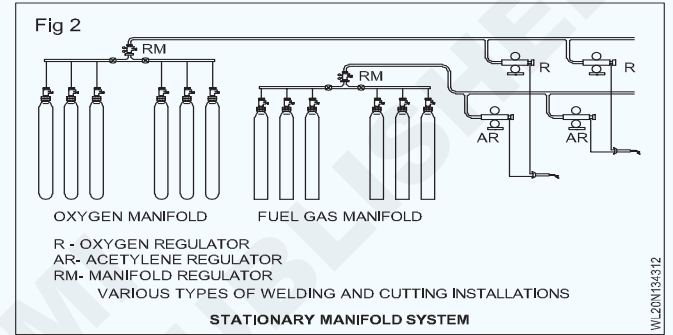 Fig 2
RM
R
R
RM
AR
AR
OXYGEN MANIFOLD
FUEL GAS MANIFOLD
R - OXYGEN REGULATOR
AR- ACETYLENE REGULATOR
RM- MANIFOLD REGULATOR
VARIOUS TYPES OF WELDING AND CUTTING INSTALLATIONS
STATIONARY MANIFOLD SYSTEM
WL20N134312